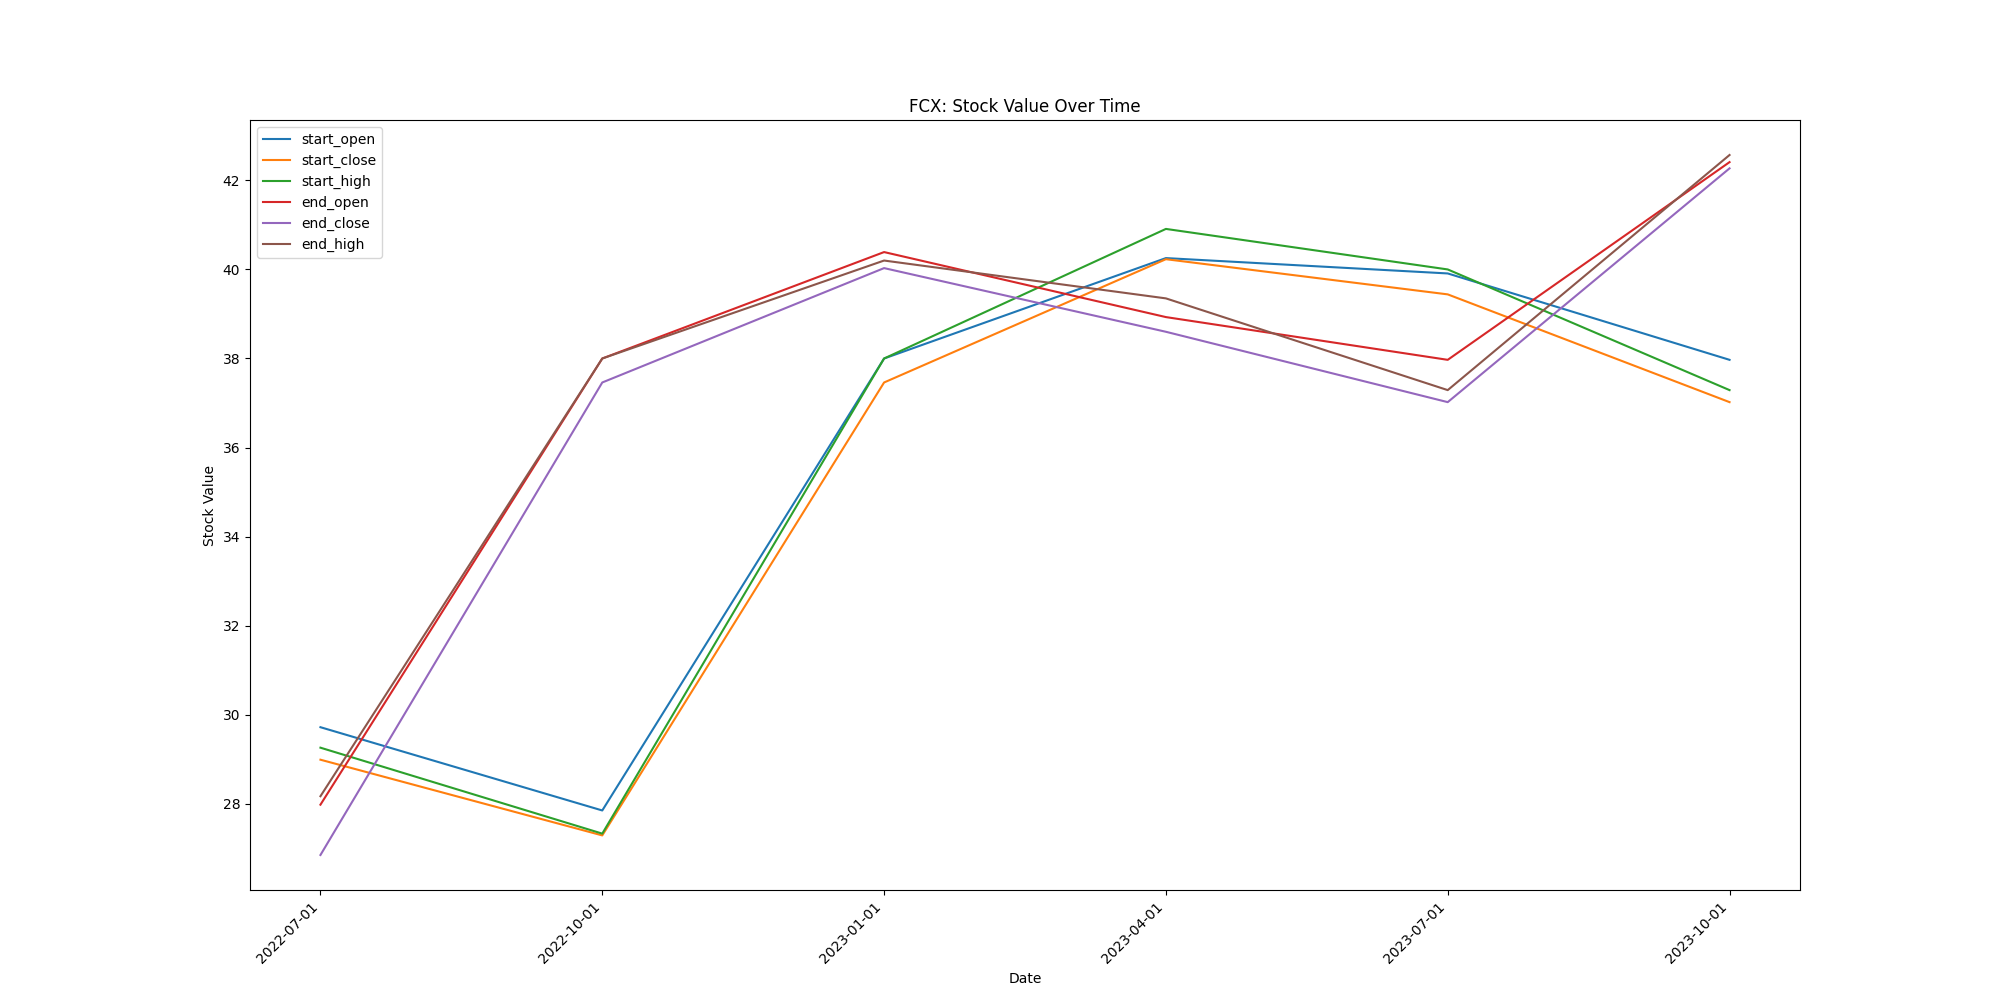 FCX: Stock Value Over Time
start_open
start_close
start_high
end_open
end_close
end_high
Stock Value
42
40
38
36
34
32
30
28
2022-07-01
2022-10-01
2023-01-01
2023-04-01
2023-07-01
2023-10-01
Date